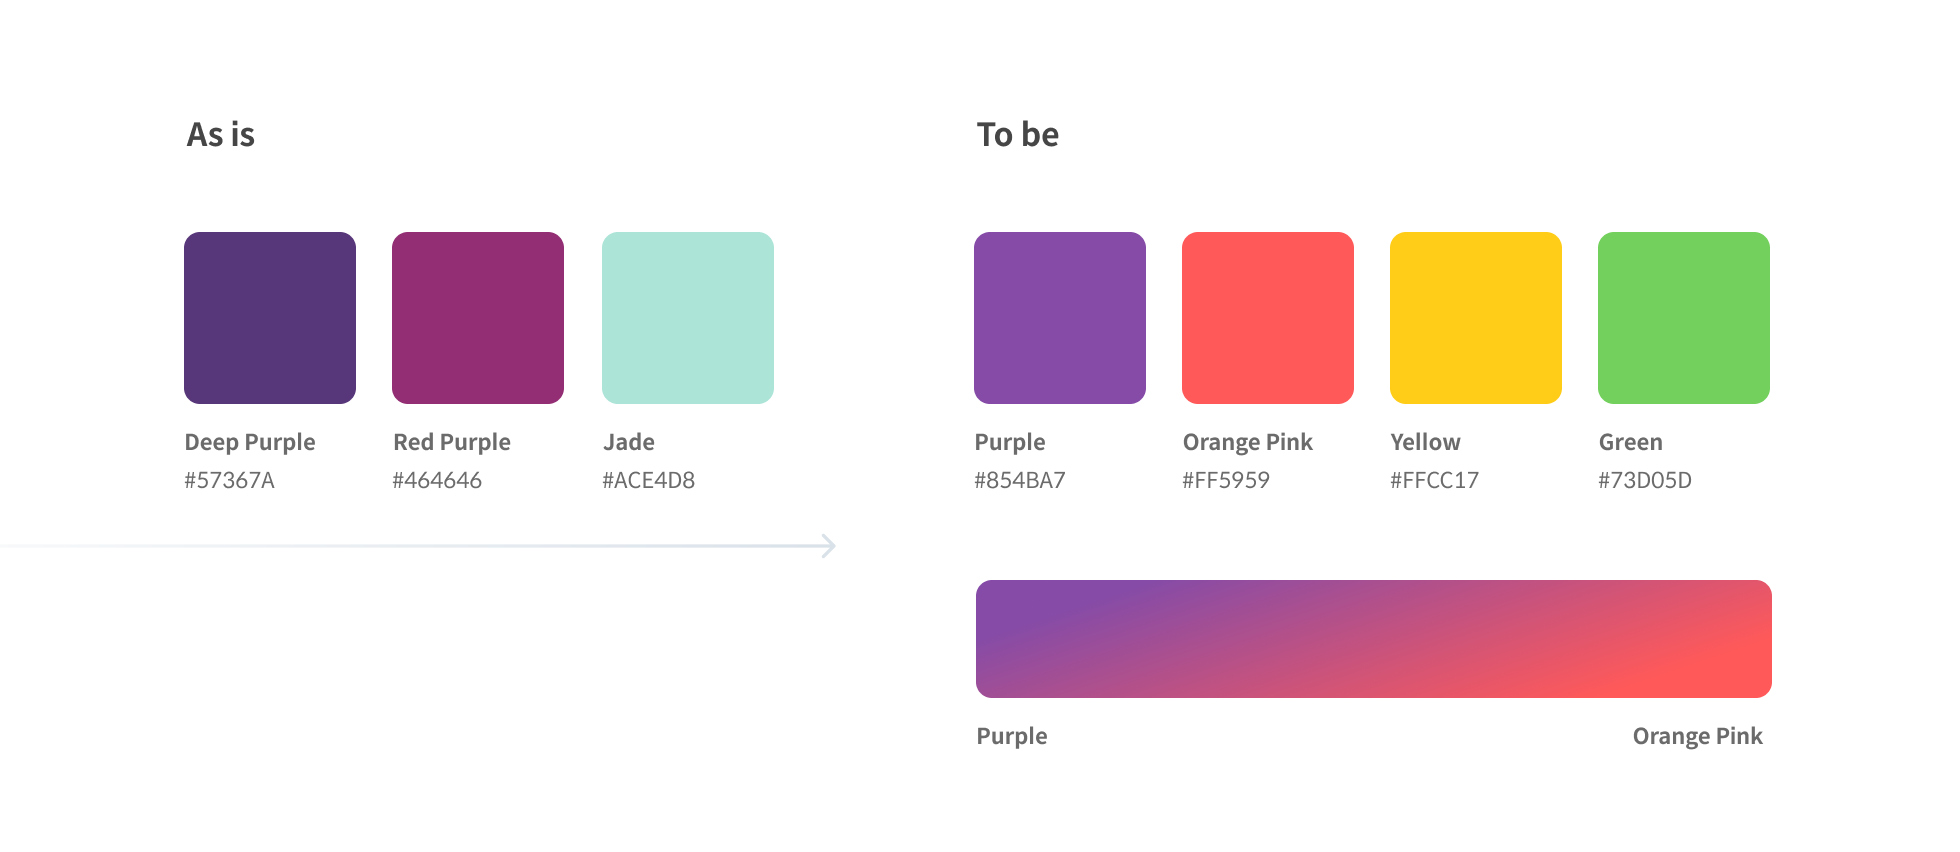 As is
To be
Deep Purple
#57367A
Red Purple
#464646
Jade
#ACE4D8
Purple
#854BA7
Orange Pink
#FF5959
Yellow
#FFCC17
Green
#73D05D
Purple
Orange Pink